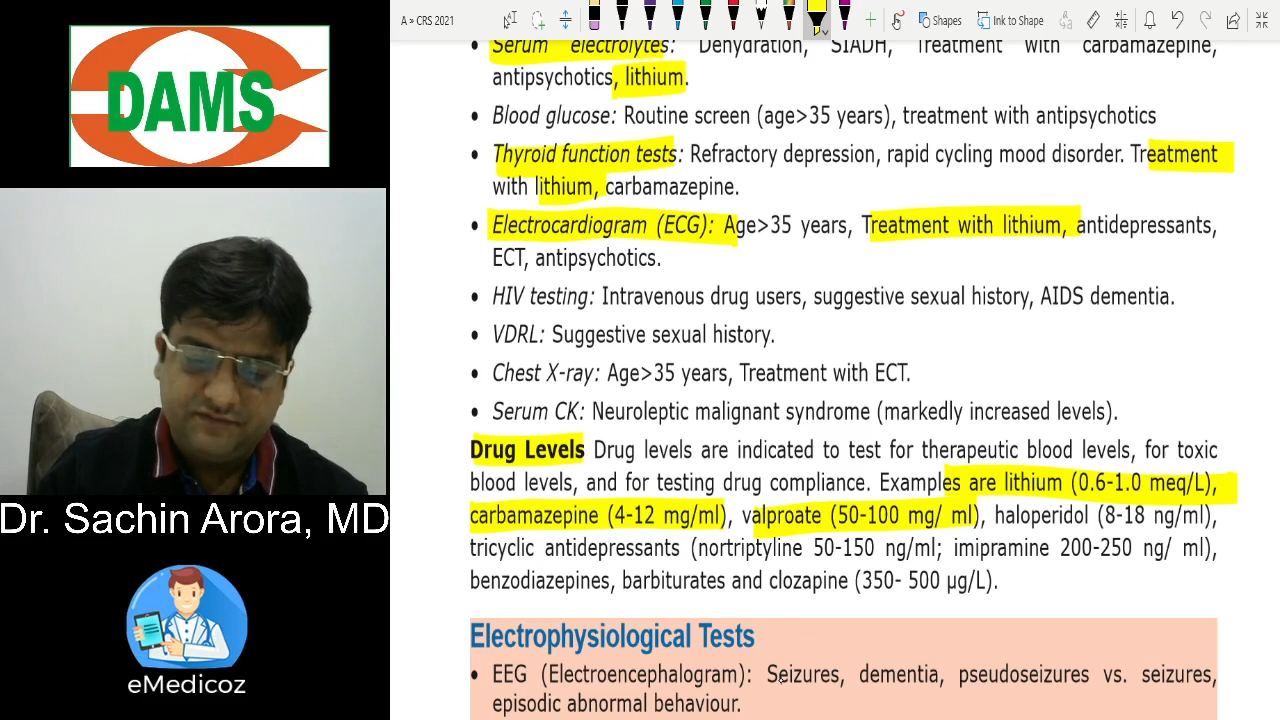 A » CRS 2021
Shapes
Ink to Shape
DAMS
Dr. Sachin Arora, MD
eMedicoz
Serum electrolytes: Dehydration, SIADH, Treatment with carbamazepine,
antipsychotics, lithium.
• Blood glucose: Routine screen (age>35 years), treatment with antipsychotics
• Thyroid function tests: Refractory depression, rapid cycling mood disorder. Treatment
with lithium, carbamazepine.
• Electrocardiogram (ECG): Age>35 years, Treatment with lithium, antidepressants,
ECT, antipsychotics.
• HIV testing: Intravenous drug users, suggestive sexual history, AIDS dementia.
• VDRL: Suggestive sexual history.
• Chest X-ray: Age>35 years, Treatment with ECT.
• Serum CK: Neuroleptic malignant syndrome (markedly increased levels).
Drug Levels Drug levels are indicated to test for therapeutic blood levels, for toxic
blood levels, and for testing drug compliance. Examples are lithium (0.6-1.0 meq/L),
carbamazepine (4-12 mg/ml), valproate (50-100 mg/ ml), haloperidol (8-18 ng/ml),
tricyclic antidepressants (nortriptyline 50-150 ng/ml; imipramine 200-250 ng/ ml),
benzodiazepines, barbiturates and clozapine (350- 500 μg/L).
Electrophysiological Tests
• EEG (Electroencephalogram): Seizures, dementia, pseudoseizures vs. seizures,
episodic abnormal behaviour.